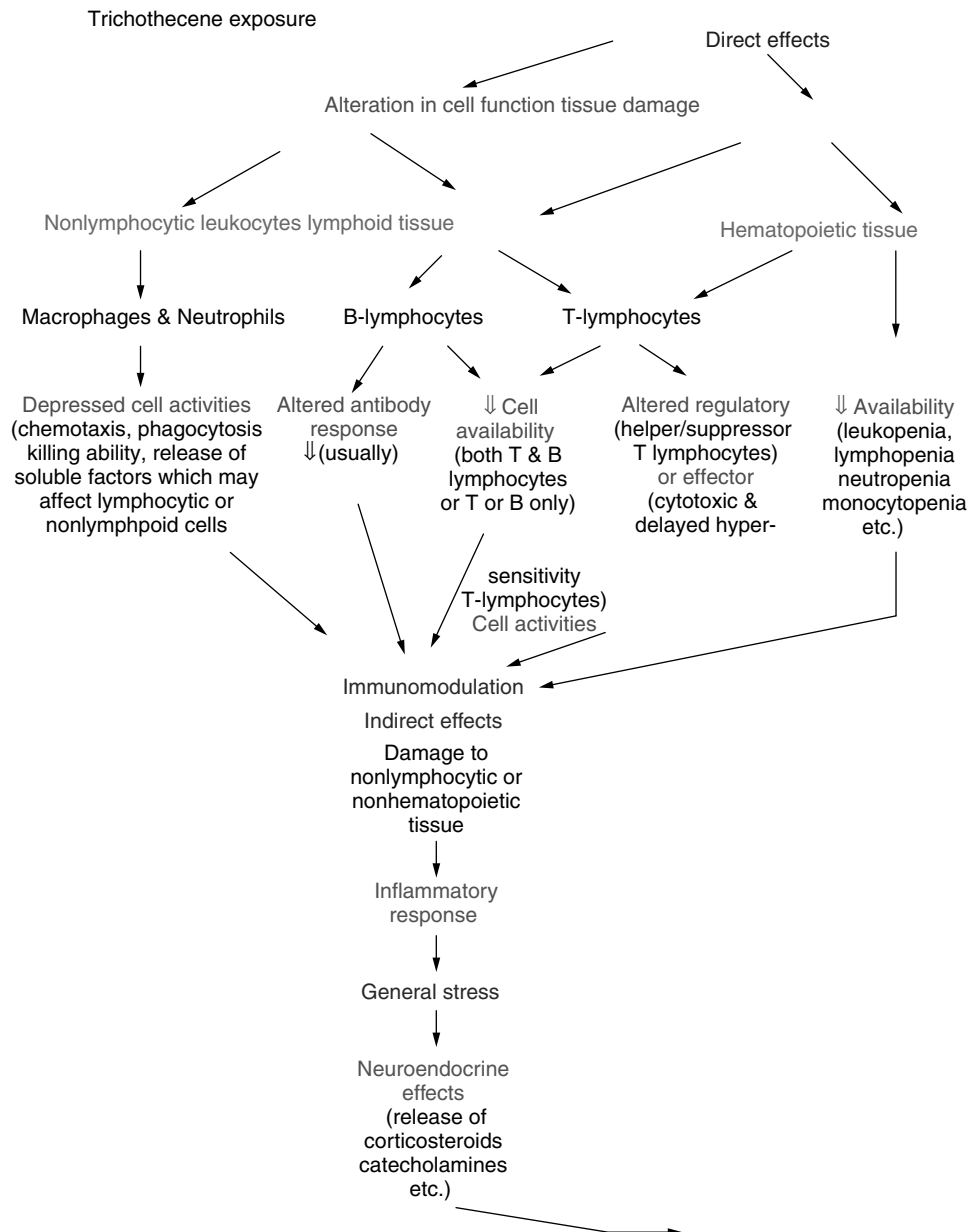 Trichothecene exposure
Direct effects
Alteration in cell function tissue damage
Nonlymphocytic leukocytes lymphoid tissue
Hematopoietic tissue
Macrophages & Neutrophils
B-lymphocytes
T-lymphocytes
Depressed cell activities
(chemotaxis, phagocytosis
killing ability, release of
soluble factors which may
affect lymphocytic or
nonlymphpoid cells
Altered antibody
response
⇓(usually)
⇓ Cell
availability
(both T & B
lymphocytes
or T or B only)
Altered regulatory
(helper/suppressor
T lymphocytes)
or effector
(cytotoxic &
delayed hyper-
⇓ Availability
(leukopenia,
lymphopenia
neutropenia
monocytopenia
etc.)
sensitivity
T-lymphocytes)
Cell activities
Immunomodulation
Indirect effects
Damage to
nonlymphocytic or
nonhematopoietic
tissue
Inflammatory
response
General stress
Neuroendocrine
effects
(release of
corticosteroids
catecholamines
etc.)